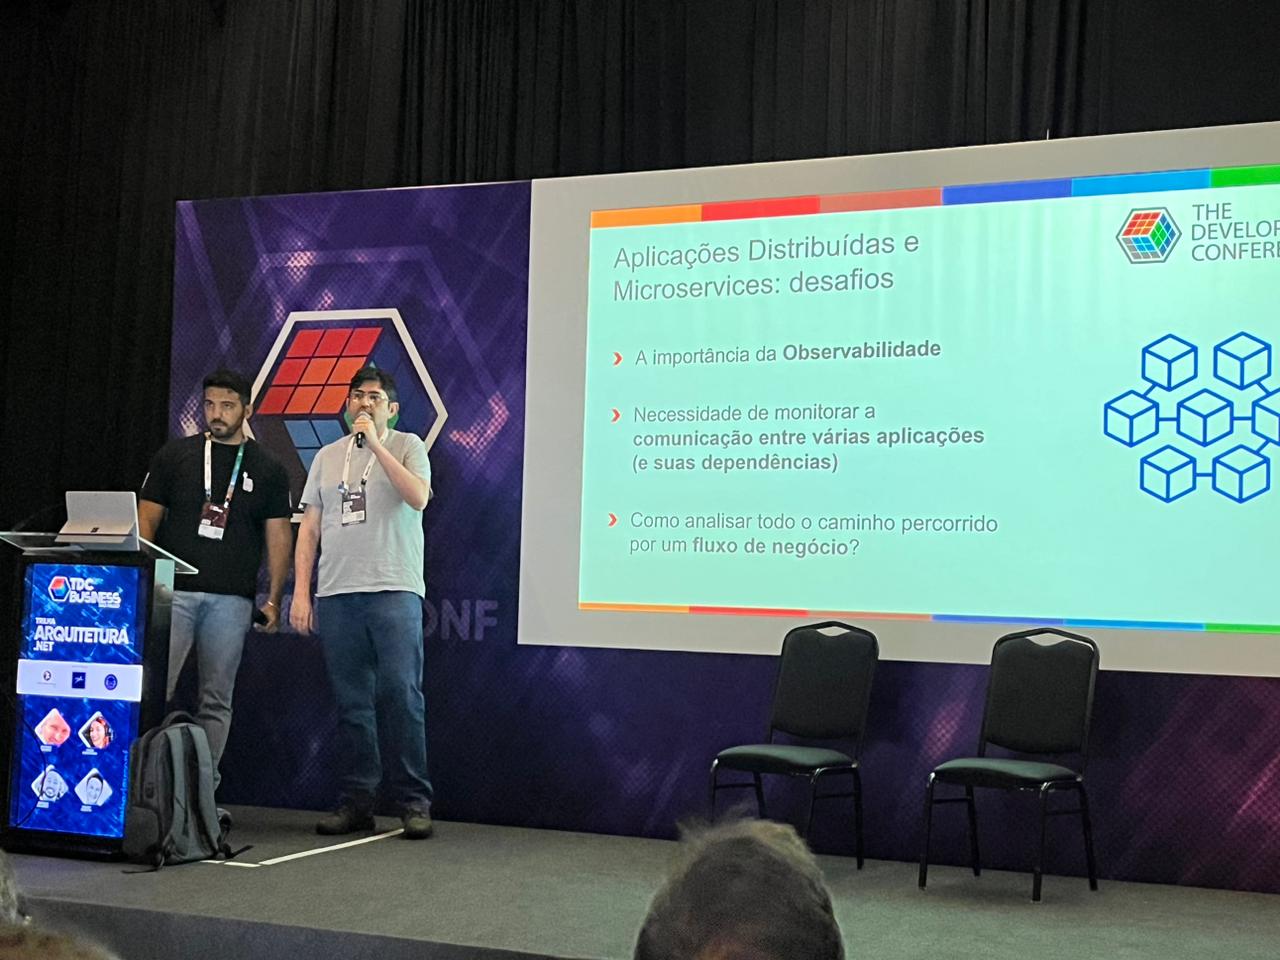 Aplicações Distribuídas e
Microservices: desafios
THE
DEVELOP
CONFERE
A importância da Observabilidade
Necessidade de monitorar a
comunicação entre várias aplicações
(e suas dependências)
Como analisar todo o caminho percorrido
por um fluxo de negócio?
ONF
TDC
BUSINESS
TRILHA
ARQUITETURA
.NET